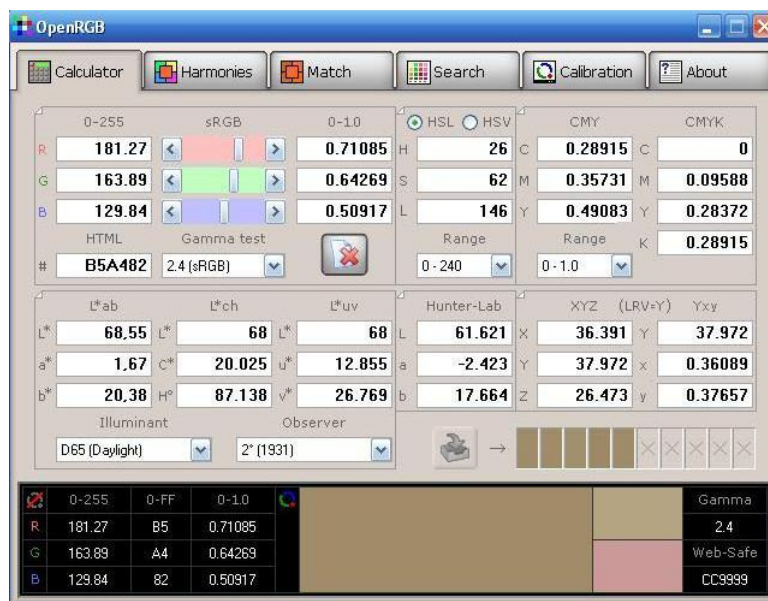 OpenRGB
Calculator Harmonies Match Search Calibration About
0-255 sRGB 0-1.0 HSL HSV CMY CMYK
R 181.27 0.71085 H 26 C 0.28915 C 0
G 163.89 0.64269 S 62 M 0.35731 M 0.09588
B 129.84 0.50917 L 146 Y 0.49083 Y 0.28372
HTML Gamma test Range Range K 0.28915
# B5A482 2.4 (sRGB) 0 - 240 0 - 1.0
L*ab L*ch L*uv Hunter-Lab XYZ (LRV=Y) Yxy
L* 68,55 L* 68 L* 68 L 61.621 X 36.391 Y 37.972
a* 1,67 C* 20.025 u* 12.855 a -2.423 Y 37.972 x 0.36089
b* 20,38 H° 87.138 v* 26.769 b 17.664 Z 26.473 y 0.37657
Illuminant Observer
D65 (Daylight) 2° (1931)
0-255 0-FF 0-1.0 Gamma
R 181.27 B5 0.71085 2.4
G 163.89 A4 0.64269 Web-Safe
B 129.84 82 0.50917 CC9999